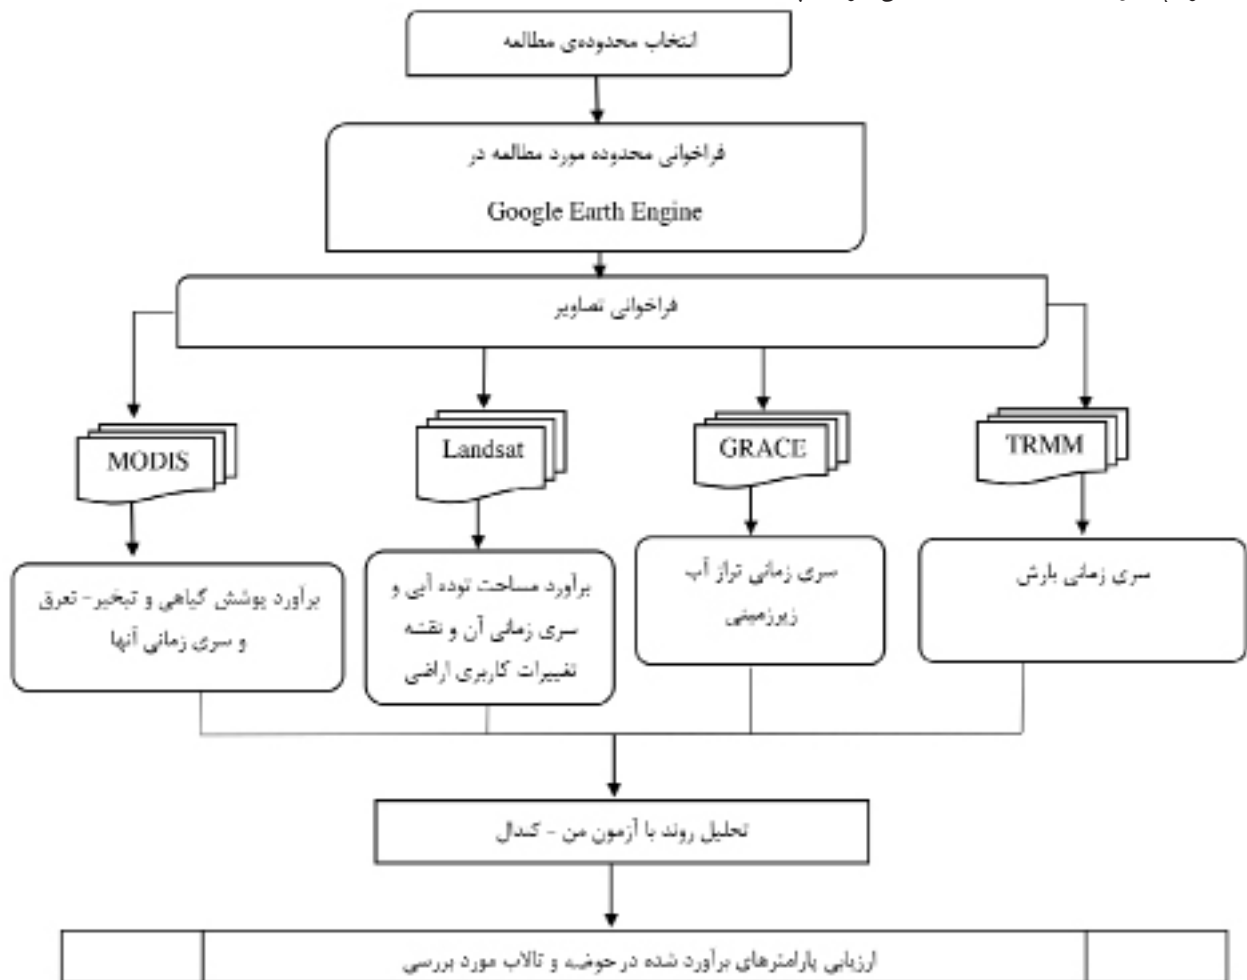 انتخاب محدوده‌ی مطالعه
فراخوانی محدوده مورد مطالعه در
Google Earth Engine
فراخوانی تصاویر
MODIS
Landsat
GRACE
TRMM
برآورد پوشش گیاهی و تبخیر- تعرق
و سری زمانی آنها
برآورد مساحت توده آبی و
سری زمانی آن و نقشه
تغییرات کاربری اراضی
سری زمانی تراز آب
زیرزمینی
سری زمانی بارش
تحلیل روند با آزمون من - کندال
ارزیابی پارامترهای برآورد شده در حوضه و تالاب مورد بررسی